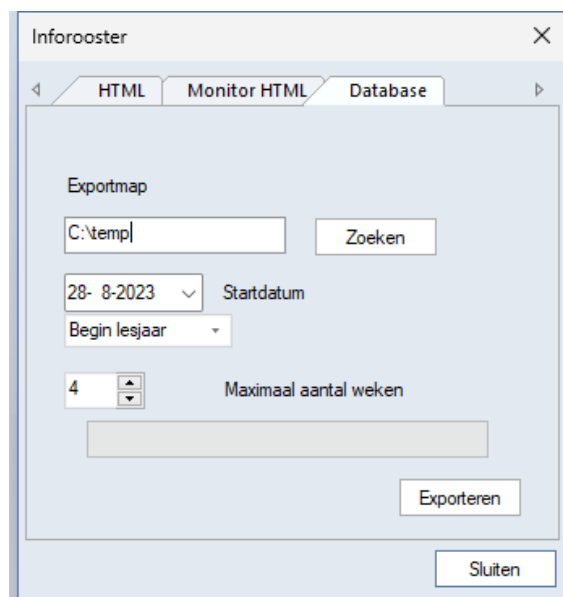 Inforooster
HTML Monitor HTML Database
Exportmap
C:\temp Zoeken
28- 8-2023 Startdatum
Begin lesjaar
4 Maximaal aantal weken
Exporteren
Sluiten